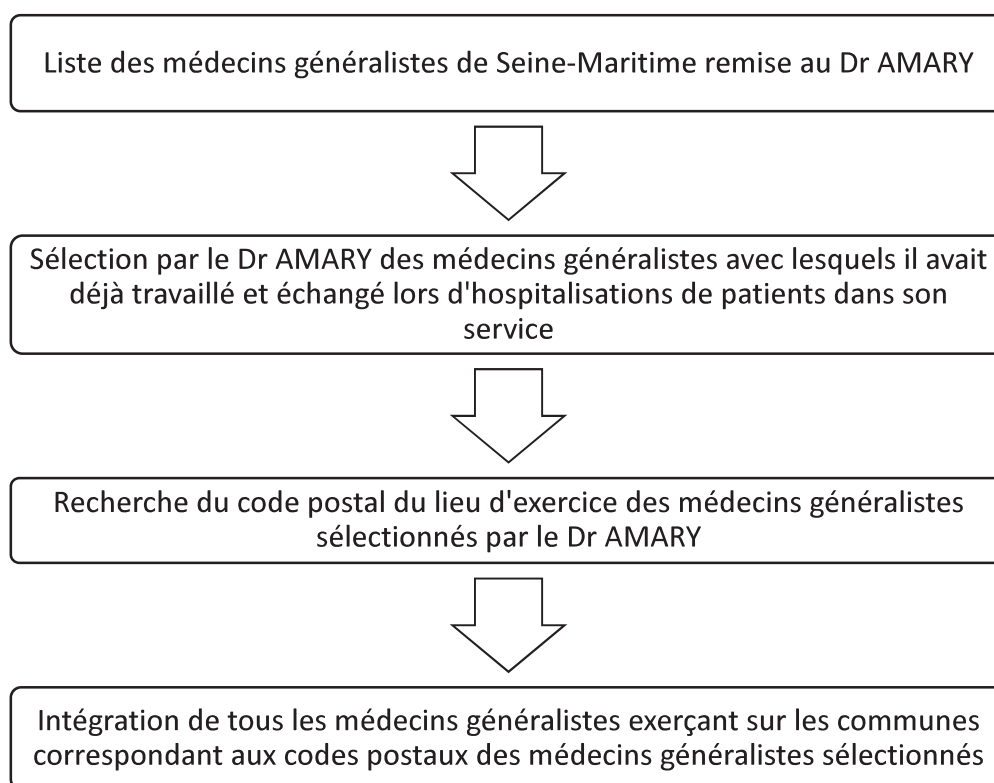 Liste des médecins généralistes de Seine-Maritime remise au Dr AMARY
Sélection par le Dr AMARY des médecins généralistes avec lesquels il avait
déjà travaillé et échangé lors d'hospitalisations de patients dans son
service
Recherche du code postal du lieu d'exercice des médecins généralistes
sélectionnés par le Dr AMARY
Intégration de tous les médecins généralistes exerçant sur les communes
correspondant aux codes postaux des médecins généralistes sélectionnés